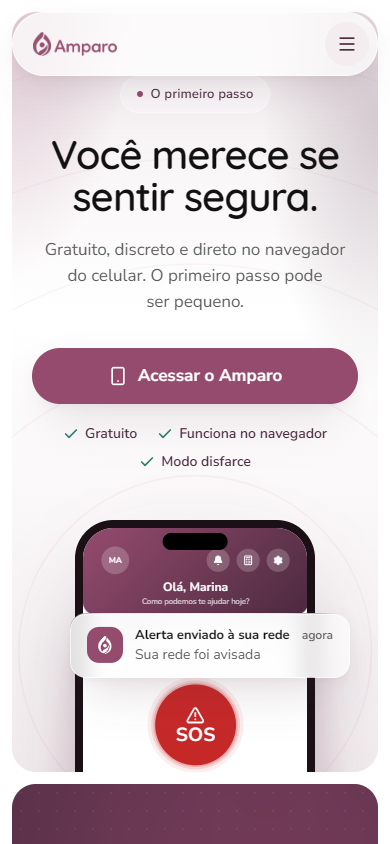 Amparo
O primeiro passo
Você merece se
sentir segura.
Gratuito, discreto e direto no navegador
do celular. O primeiro passo pode
ser pequeno.
Acessar o Amparo
Gratuito
Funciona no navegador
Modo disfarce
MA
Olá, Marina
Como podemos te ajudar hoje?
Alerta enviado à sua rede agora
Sua rede foi avisada
SOS